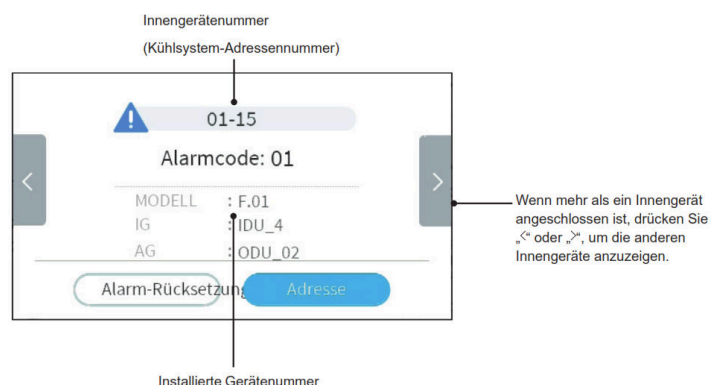 Innengerätenummer
(Kühlsystem-Adressennummer)
01-15
Alarmcode: 01
MODELL : F.01
IG : IDU_4
AG : ODU_02
Alarm-Rücksetzung Adresse
Wenn mehr als ein Innengerät
angeschlossen ist, drücken Sie
„<“ oder „>“, um die anderen
Innengeräte anzuzeigen.
Installierte Gerätenummer